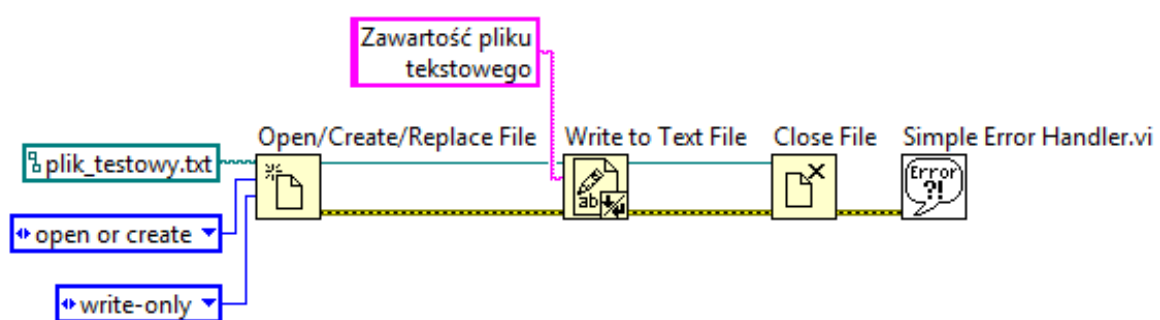 Zawartość pliku
tekstowego
Open/Create/Replace File
Write to Text File
Close File
Simple Error Handler.vi
plik_testowy.txt
ab
Error
?!
open or create
write-only